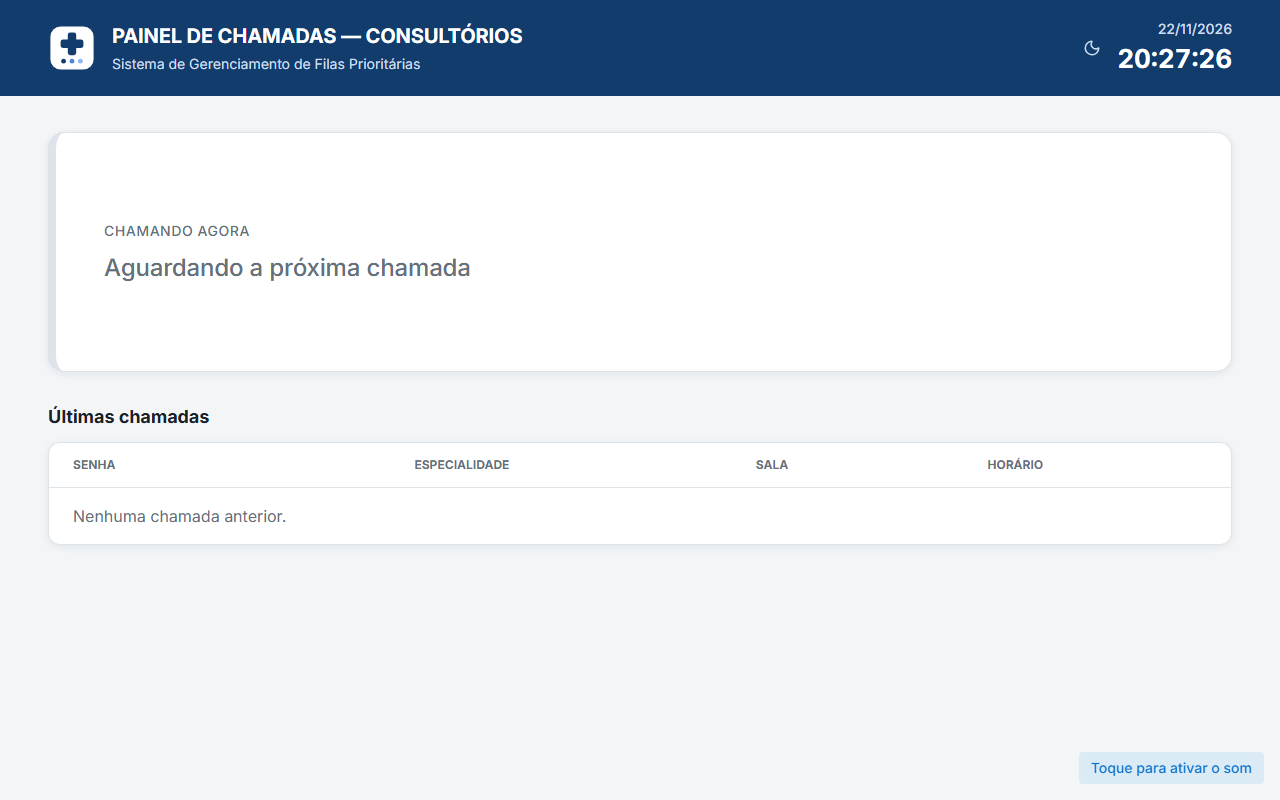 PAINEL DE CHAMADAS — CONSULTÓRIOS
Sistema de Gerenciamento de Filas Prioritárias
22/11/2026
20:27:26
CHAMANDO AGORA
Aguardando a próxima chamada
Últimas chamadas
SENHA ESPECIALIDADE SALA HORÁRIO
Nenhuma chamada anterior.
Toque para ativar o som